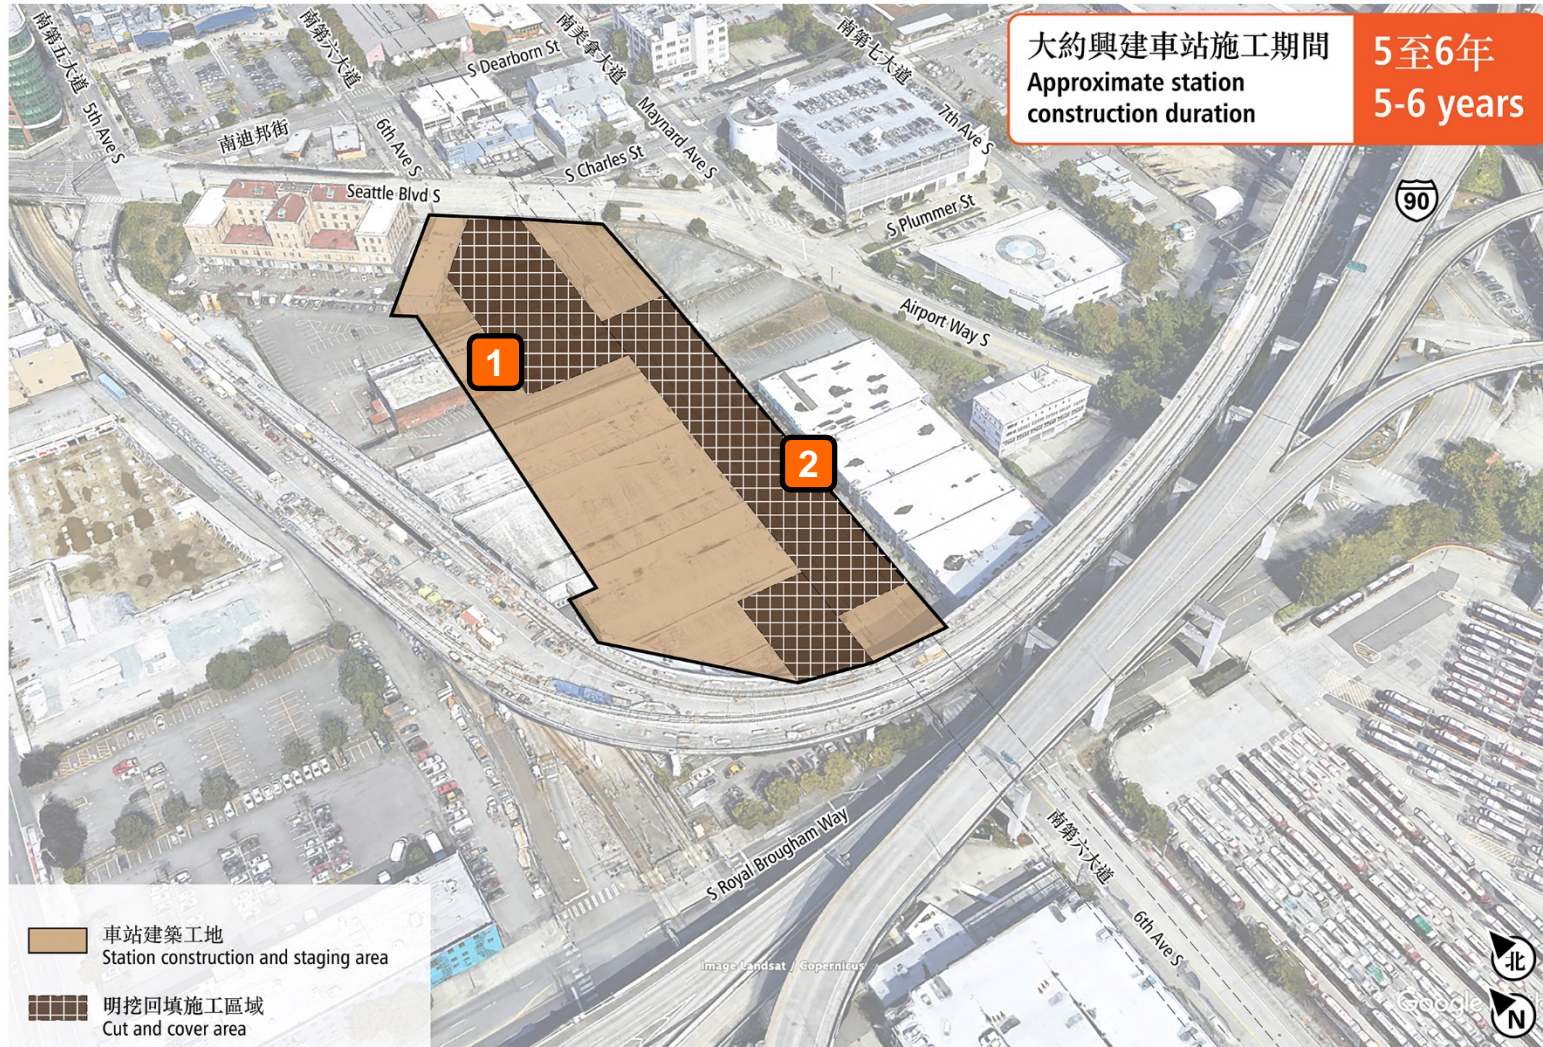 南第五大道
5th Ave S
南第六大道
6th Ave S
南美拿大道
Maynard Ave S
南第七大道
7th Ave S
S Dearborn St
南迪邦街
S Charles St
Seattle Blvd S
S Plummer St
Airport Way S
大約興建車站施工期間
Approximate station
construction duration
5至6年
5-6 years
90
1
2
S Royal Brougham Way
南第六大道
6th Ave S
車站建築工地
Station construction and staging area
明挖回填施工區域
Cut and cover area
Image Landsat / Copernicus
Google
北
N